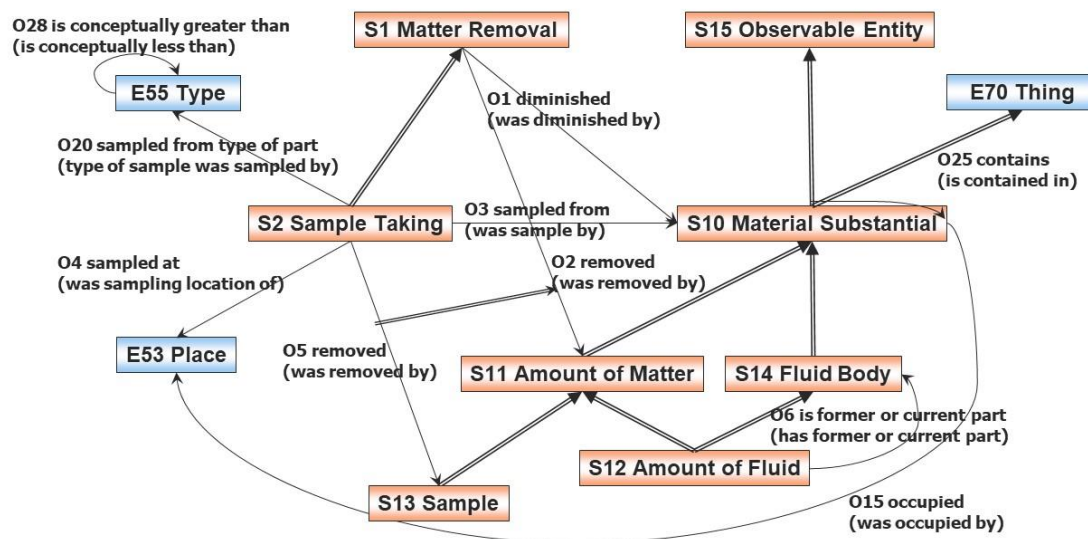 O28 is conceptually greater than
(is conceptually less than)
S1 Matter Removal
S15 Observable Entity
E55 Type
E70 Thing
O1 diminished
(was diminished by)
O20 sampled from type of part
(type of sample was sampled by)
O25 contains
(is contained in)
S2 Sample Taking
O3 sampled from
(was sample by)
S10 Material Substantial
O4 sampled at
(was sampling location of)
O2 removed
(was removed by)
E53 Place
O5 removed
(was removed by)
S11 Amount of Matter
S14 Fluid Body
O6 is former or current part
(has former or current part)
S12 Amount of Fluid
S13 Sample
O15 occupied
(was occupied by)